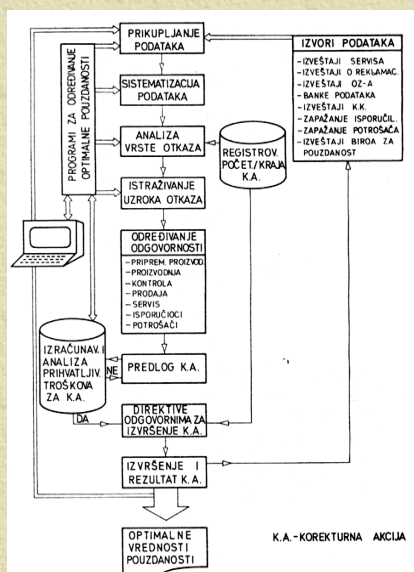 PRIKUPLJANJE
PODATAKA
IZVORI PODATAKA
-IZVEŠTAJI SERVISA
-IZVEŠTAJI O REKLAMAC.
-IZVEŠTAJI OZ-A
-BANKE PODATAKA
-IZVEŠTAJI K.K.
-ZAPAŽANJE ISPORUČIL.
-ZAPAŽANJE POTROŠAČA
-IZVEŠTAJI BIROA ZA
POUZDANOST
PROGRAMI ZA ODREĐIVANJE
OPTIMALNE POUZDANOSTI
SISTEMATIZACIJA
PODATAKA
ANALIZA
VRSTE OTKAZA
REGISTROV.
POČET./KRAJA
K.A.
ISTRAŽIVANJE
UZROKA OTKAZA
ODREĐIVANJE
ODGOVORNOSTI
-PRIPREM. PROIZVOD.
-PROIZVODNJA
-KONTROLA
-PRODAJA
-SERVIS
-ISPORUČIOCI
-POTROŠAČI
IZRAČUNAV. I
ANALIZA
PRIHVATLJIV.
TROŠKOVA
ZA K.A.
NE
PREDLOG K.A.
DA
DIREKTIVE
ODGOVORNIMA ZA
IZVRŠENJE K.A.
IZVRŠENJE I
REZULTAT K.A.
OPTIMALNE
VREDNOSTI
POUZDANOSTI
K.A.-KOREKTURNA AKCIJA